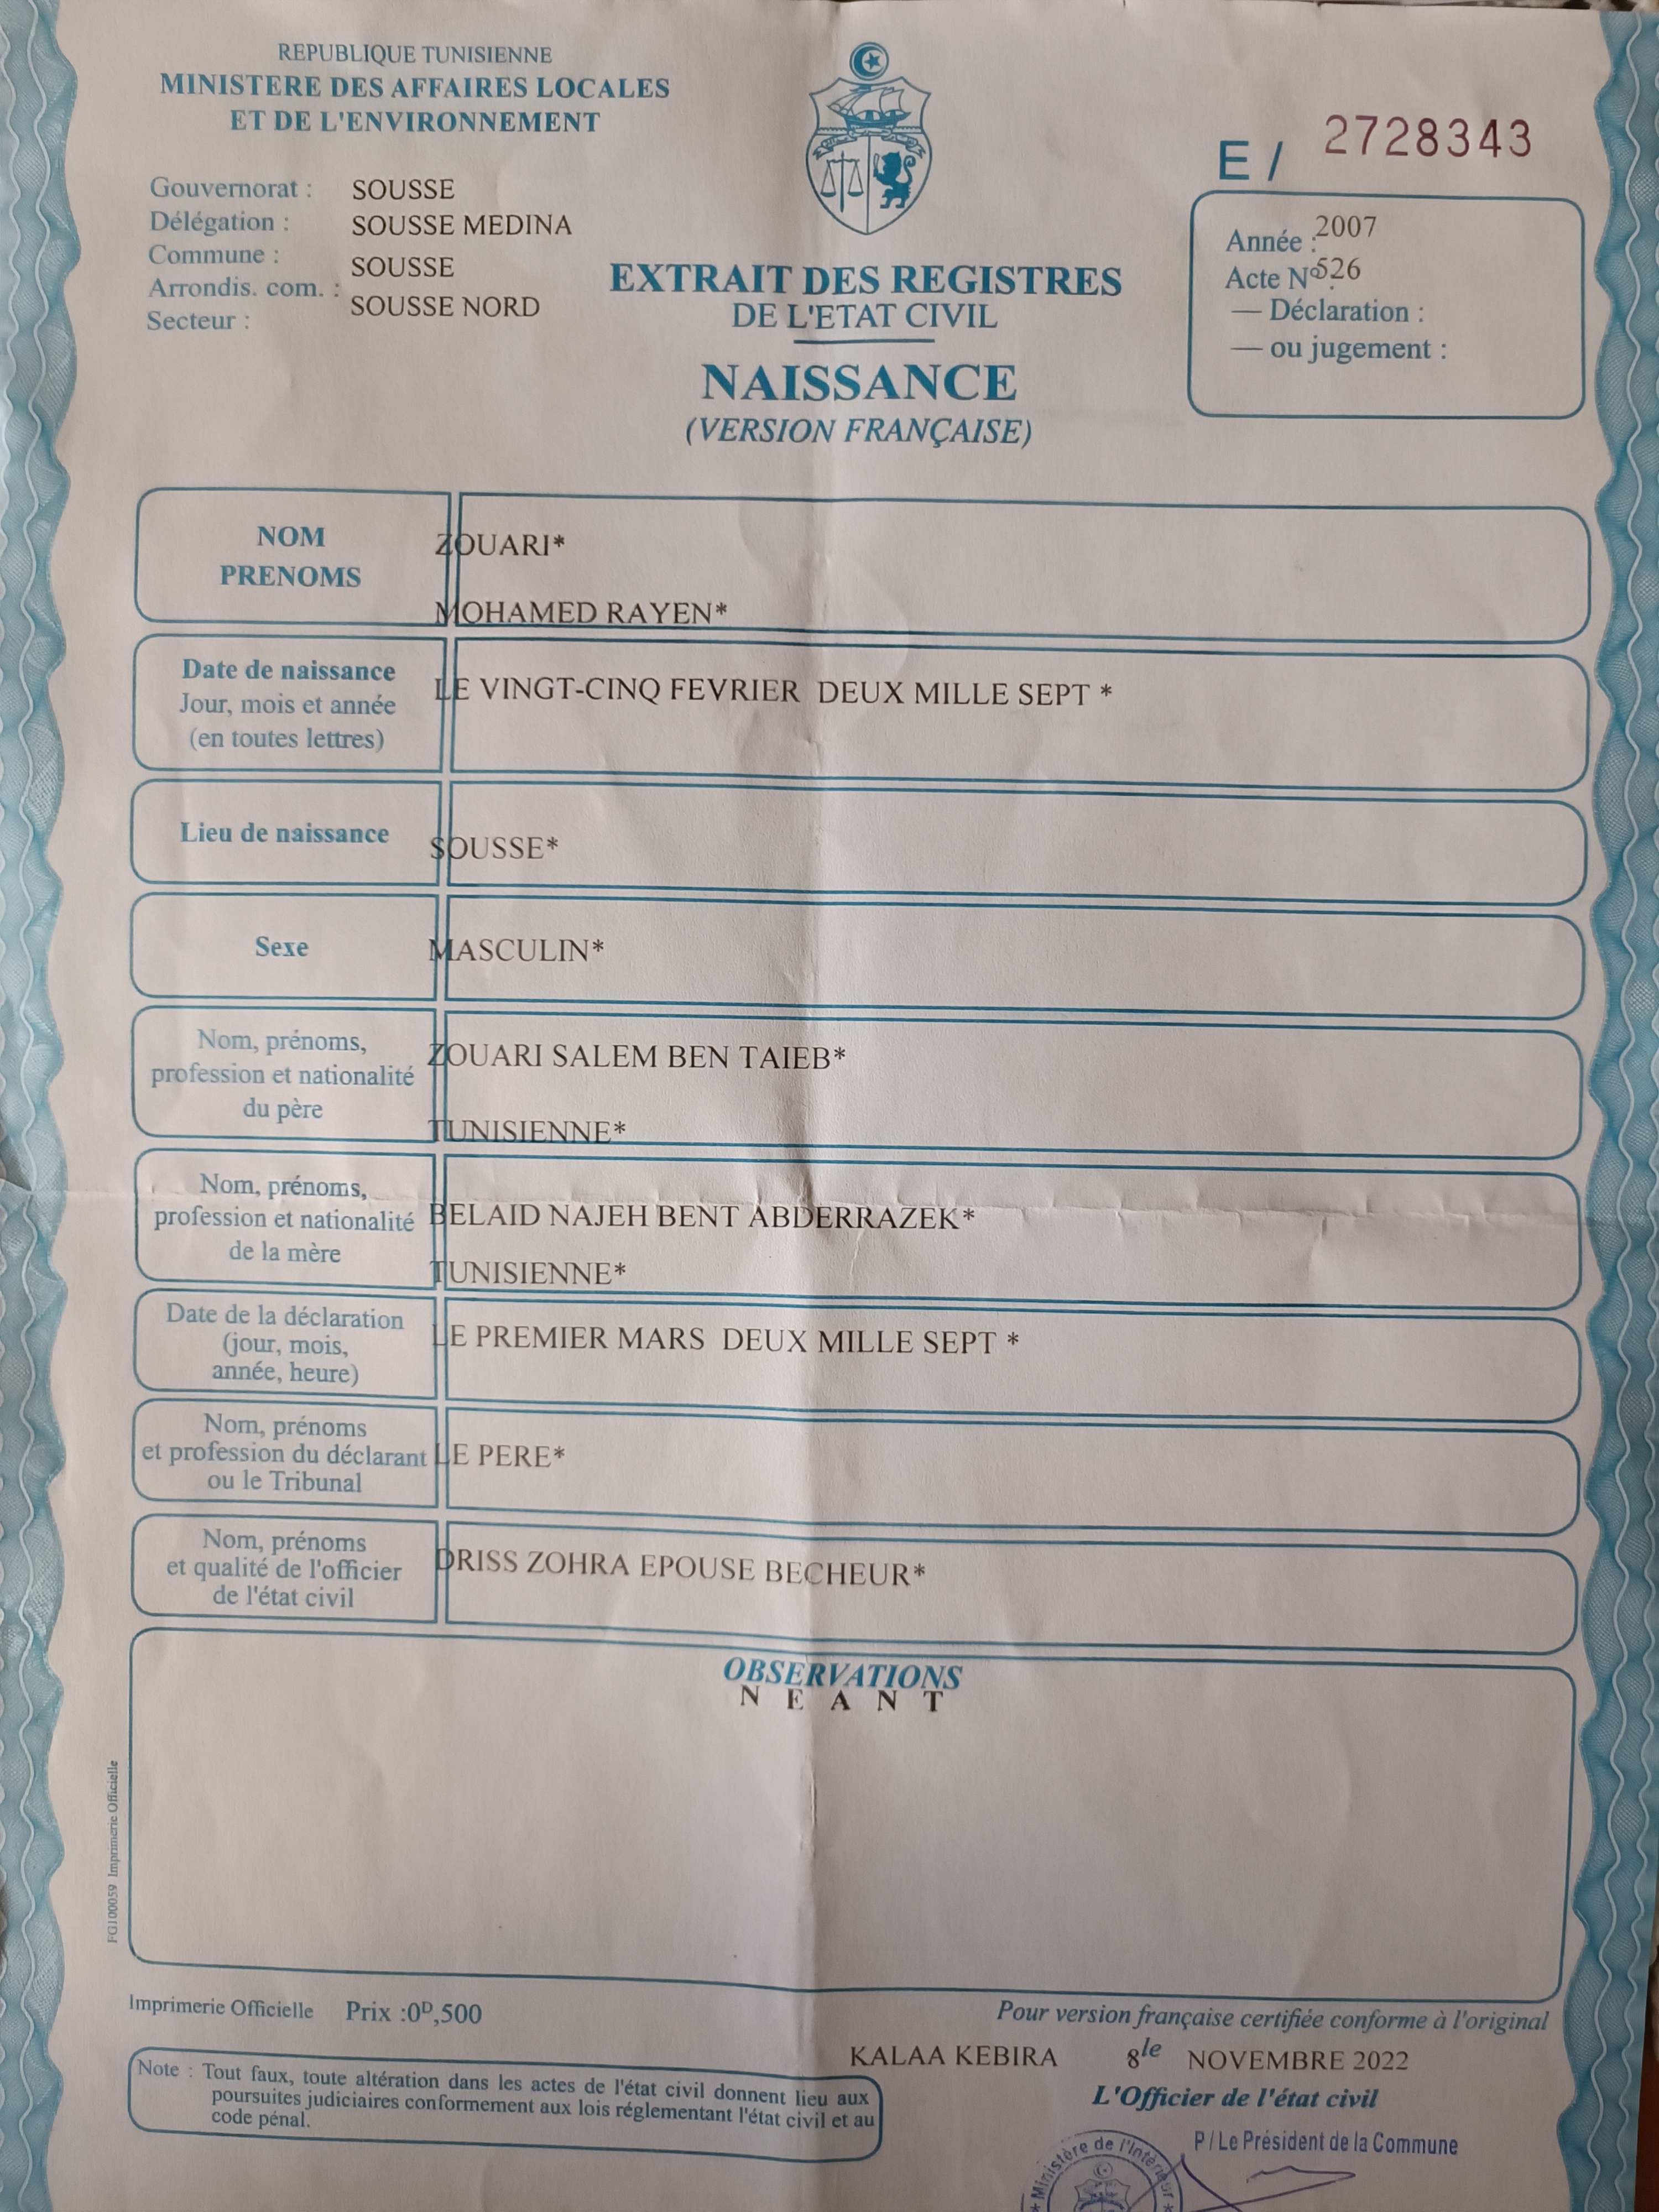 REPUBLIQUE TUNISIENNE
MINISTERE DES AFFAIRES LOCALES
ET DE L'ENVIRONNEMENT
E / 2728343
Gouvernorat : SOUSSE
Délégation : SOUSSE MEDINA
Commune : SOUSSE
Arrondis. com. : SOUSSE NORD
Secteur :
Année : 2007
Acte N° 526
— Déclaration :
— ou jugement :
EXTRAIT DES REGISTRES
DE L'ETAT CIVIL
NAISSANCE
(VERSION FRANÇAISE)
NOM
PRENOMS
ZOUARI*
MOHAMED RAYEN*
Date de naissance
Jour, mois et année
(en toutes lettres)
LE VINGT-CINQ FEVRIER DEUX MILLE SEPT *
Lieu de naissance
SOUSSE*
Sexe
MASCULIN*
Nom, prénoms,
profession et nationalité
du père
ZOUARI SALEM BEN TAIEB*
TUNISIENNE*
Nom, prénoms,
profession et nationalité
de la mère
BELAID NAJEH BENT ABDERRAZEK*
TUNISIENNE*
Date de la déclaration
(jour, mois,
année, heure)
LE PREMIER MARS DEUX MILLE SEPT *
Nom, prénoms
et profession du déclarant
ou le Tribunal
LE PERE*
Nom, prénoms
et qualité de l'officier
de l'état civil
DRISS ZOHRA EPOUSE BECHEUR*
OBSERVATIONS
N E A N T
FG100059 Imprimerie Officielle
Imprimerie Officielle Prix :0D,500
Pour version française certifiée conforme à l'original
KALAA KEBIRA 8 le NOVEMBRE 2022
L'Officier de l'état civil
P / Le Président de la Commune
Note : Tout faux, toute altération dans les actes de l'état civil donnent lieu aux
poursuites judiciaires conformement aux lois réglementant l'état civil et au
code pénal.
* Ministère de l'Intérieur *